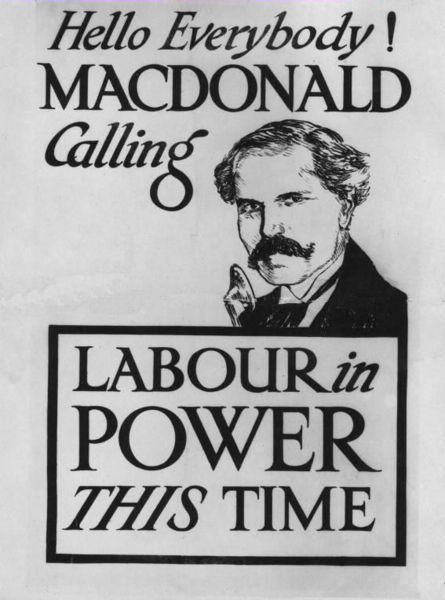 Hello Everybody!
MACDONALD
Calling
LABOUR in
POWER
THIS TIME